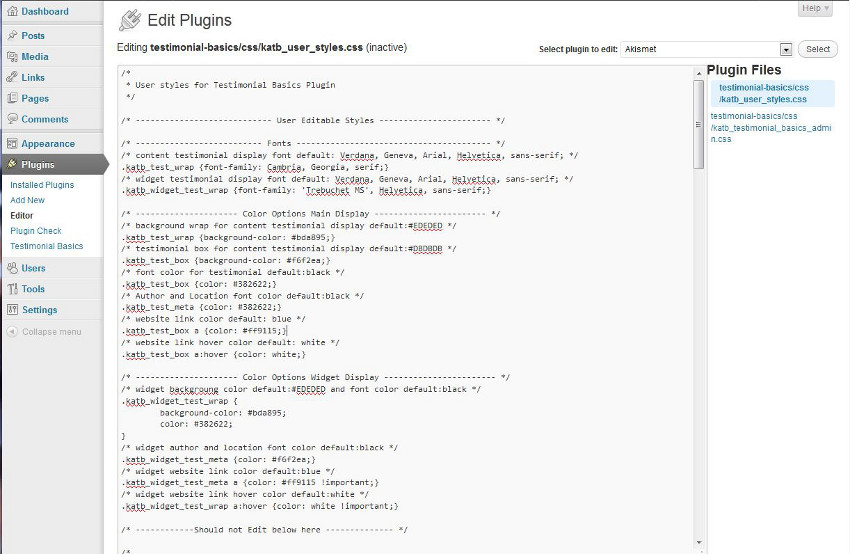 Help
Dashboard
Posts
Media
Links
Pages
Comments
Appearance
Plugins
Installed Plugins
Add New
Editor
Plugin Check
Testimonial Basics
Users
Tools
Settings
Collapse menu
Edit Plugins
Editing testimonial-basics/css/katb_user_styles.css (inactive)
Select plugin to edit: Akismet Select
/*
* User styles for Testimonial Basics Plugin
*/
/* --------------------------- User Editable Styles ---------------------- */
/* -------------------------- Fonts ------------------------------------- */
/* content testimonial display font default: Verdana, Geneva, Arial, Helvetica, sans-serif; */
.katb_test_wrap {font-family: Cambria, Georgia, serif;}
/* widget testimonial display font default: Verdana, Geneva, Arial, Helvetica, sans-serif; */
.katb_widget_test_wrap {font-family: 'Trebuchet MS', Helvetica, sans-serif;}
/* -------------------- Color Options Main Display ---------------------- */
/* background wrap for content testimonial display default:#EDEDED */
.katb_test_wrap {background-color: #bda895;}
/* testimonial box for content testimonial display default:#DBDBDB */
.katb_test_box {background-color: #f6f2ea;}
/* font color for testimonial default:black */
.katb_test_box {color: #382622;}
/* Author and Location font color default:black */
.katb_test_meta {color: #382622;}
/* website link color default: blue */
.katb_test_box a {color: #ff9115;}
/* website link hover color default: white */
.katb_test_box a:hover {color: white;}
/* -------------------- Color Options Widget Display ---------------------- */
/* widget backgroung color default:#EDEDED and font color default:black */
.katb_widget_test_wrap {
background-color: #bda895;
color: #382622;
}
/* widget author and location font color default:black */
.katb_widget_test_meta {color: #f6f2ea;}
/* widget website link color default:blue */
.katb_widget_test_meta a {color: #ff9115 !important;}
/* widget website link hover color default:white */
.katb_widget_test_wrap a:hover {color: white !important;}
/* ------------Should not Edit below here -------------- */
/*
Plugin Files
testimonial-basics/css
/katb_user_styles.css
testimonial-basics/css
/katb_testimonial_basics_admi
n.css